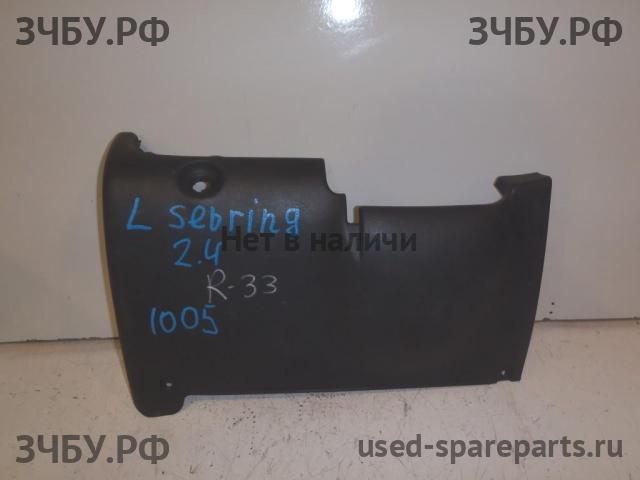 ЗЧБУ.РФ ЗЧБУ.РФ
L sebring
Нет в наличи
2.4
R-33
1005
ЗЧБУ.РФ used-spareparts.ru